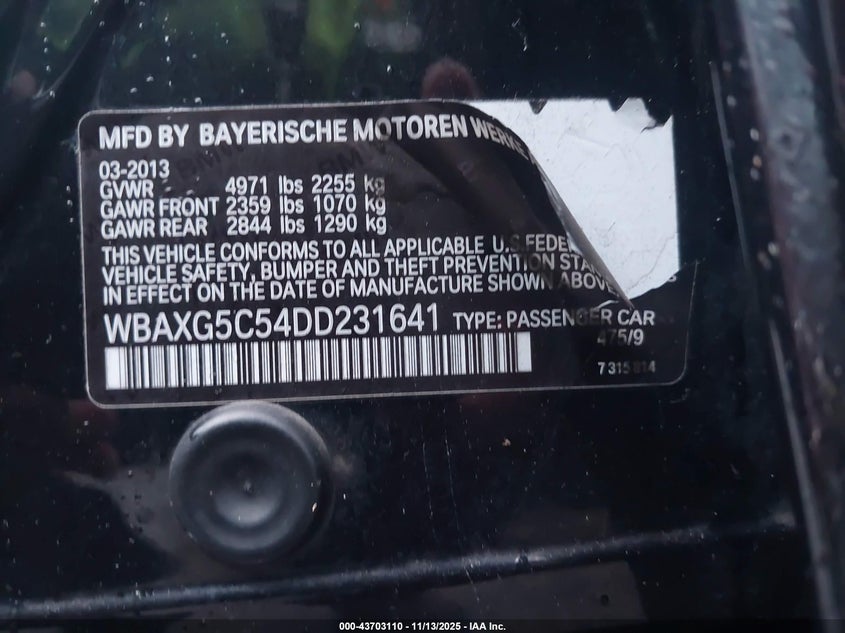 MFD BY BAYERISCHE MOTOREN WERKE
03-2013
GVWR 4971 lbs 2255 kg
GAWR FRONT 2359 lbs 1070 kg
GAWR REAR 2844 lbs 1290 kg
THIS VEHICLE CONFORMS TO ALL APPLICABLE U.S. FEDE
VEHICLE SAFETY, BUMPER AND THEFT PREVENTION STAN
IN EFFECT ON THE DATE OF MANUFACTURE SHOWN ABOVE
WBAXG5C54DD231641 TYPE: PASSENGER CAR
475/9
7 315 814
000-43703110 - 11/13/2025 - IAA Inc.